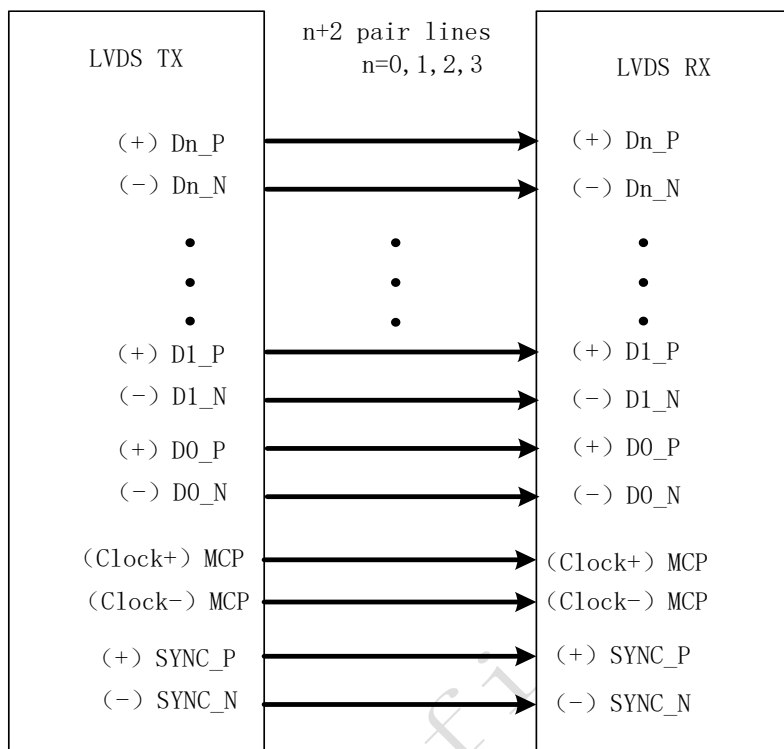 n+2 pair lines
n=0,1,2,3
LVDS TX
LVDS RX
(+) Dn_P
(+) Dn_P
(-) Dn_N
(-) Dn_N
(+) D1_P
(+) D1_P
(-) D1_N
(-) D1_N
(+) D0_P
(+) D0_P
(-) D0_N
(-) D0_N
(Clock+) MCP
(Clock+) MCP
(Clock-) MCP
(Clock-) MCP
(+) SYNC_P
(+) SYNC_P
(-) SYNC_N
(-) SYNC_N